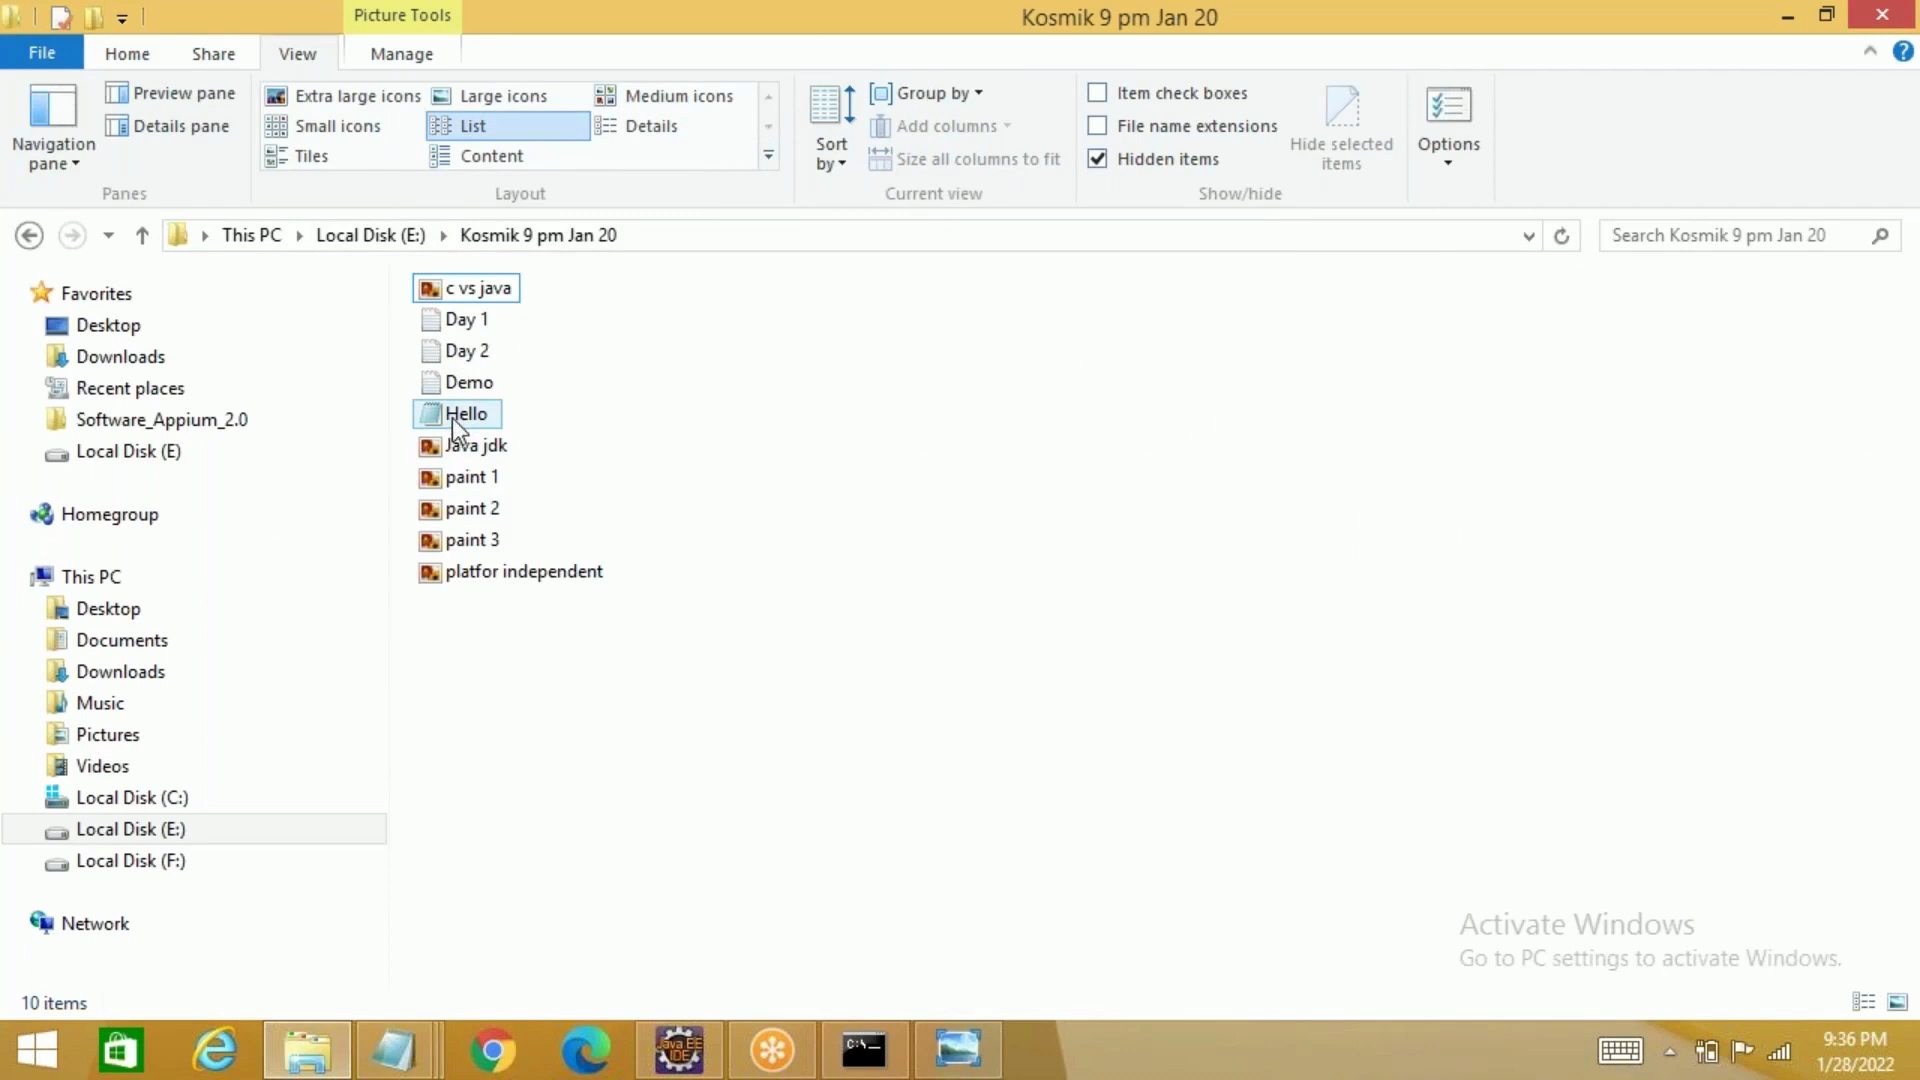 Picture Tools
Kosmik 9 pm Jan 20
File
Home
Share
View
Manage
Navigation pane
Preview pane
Details pane
Panes
Extra large icons
Large icons
Medium icons
Small icons
List
Details
Tiles
Content
Layout
Sort by
Group by
Add columns
Size all columns to fit
Current view
Item check boxes
File name extensions
Hidden items
Hide selected items
Show/hide
Options
This PC
Local Disk (E:)
Kosmik 9 pm Jan 20
Search Kosmik 9 pm Jan 20
Favorites
Desktop
Downloads
Recent places
Software_Appium_2.0
Local Disk (E)
Homegroup
This PC
Desktop
Documents
Downloads
Music
Pictures
Videos
Local Disk (C:)
Local Disk (E:)
Local Disk (F:)
Network
c vs java
Day 1
Day 2
Demo
Hello
Java jdk
paint 1
paint 2
paint 3
platfor independent
Activate Windows
Go to PC settings to activate Windows.
10 items
Java EE
IDE
C:\_
9:36 PM
1/28/2022